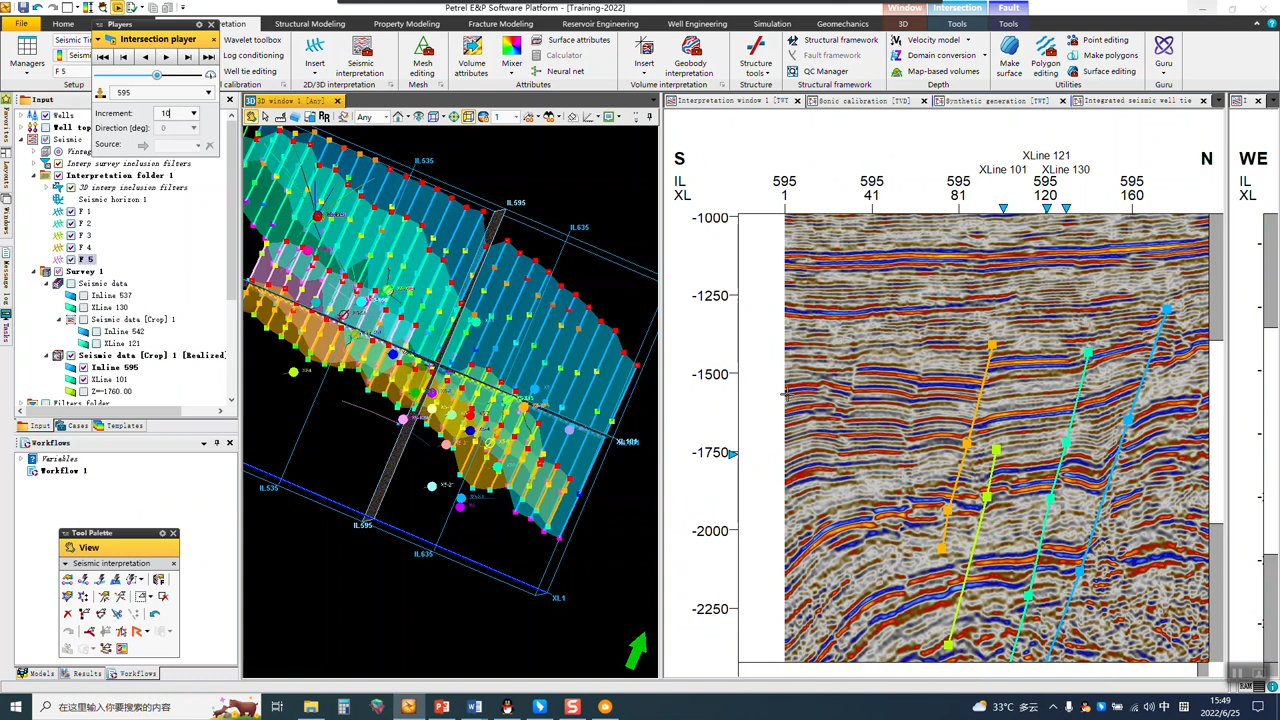 Petrel E&P Software Platform - [Training-2022]
Window
Intersection
Fault
File
Home
Structural Modeling
Property Modeling
Fracture Modeling
Reservoir Engineering
Well Engineering
Simulation
Geomechanics
3D
Tools
Tools
Players
Intersection player
595
Increment:
10
Direction [deg]:
0
Source:
Managers
F 5
Setup
Wavelet toolbox
Log conditioning
Well tie editing
Insert
Seismic interpretation
2D/3D interpretation
Mesh editing
Volume attributes
Mixer
Surface attributes
Calculator
Neural net
Attributes
Insert
Geobody interpretation
Volume interpretation
Structure tools
Structural framework
Fault framework
QC Manager
Velocity model
Domain conversion
Map-based volumes
Depth
Make surface
Polygon editing
Point editing
Make polygons
Surface editing
Utilities
Guru
Guru
Input
Wells
Well top
Seismic
Interp survey inclusion filters
Interpretation folder 1
3D interp inclusion filters
Seismic horizon 1
F 1
F 2
F 3
F 4
F 5
Survey 1
Seismic data
Inline 537
XLine 130
Seismic data [Crop] 1
Inline 542
XLine 121
Seismic data [Crop] 1 [Realized]
Inline 595
XLine 101
Z=-1760.00
Filters folder
Input
Cases
Templates
Workflows
Variables
Workflow 1
Tool Palette
View
Seismic interpretation
Models
Results
Workflows
3D window 1 [Any]
Any
1
IL535
IL595
IL635
IL535
IL595
IL635
XL1
Interpretation window 1 [TWT]
Sonic calibration [TVD]
Synthetic generation [TWT]
Integrated seismic well tie
S
N
WE
XLine 121
XLine 101
XLine 130
IL 595 595 595 595 595
XL 1 41 81 120 160
IL
XL
-1000
-1250
-1500
-1750
-2000
-2250
在这里输入你要搜索的内容
33°C 多云
中
15:49
2022/6/25